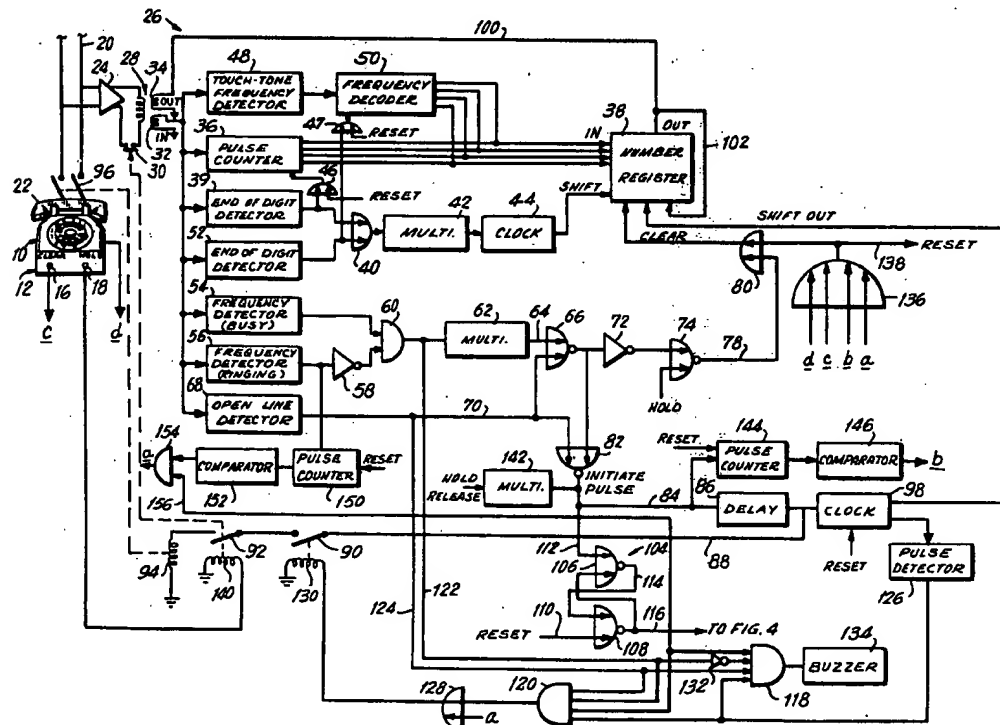 26
100
20
24
28
34
OUT
32
IN
30
48
TOUCH-TONE FREQUENCY DETECTOR
50
FREQUENCY DECODER
47
RESET
36
PULSE COUNTER
38
IN
OUT
NUMBER REGISTER
102
39
46
RESET
SHIFT
END OF DIGIT DETECTOR
42
MULTI.
44
CLOCK
40
52
END OF DIGIT DETECTOR
96
22
10
12
CLEAR
HOLD
16
18
c
d
SHIFT OUT
CLEAR
RESET
80
138
136
d c b a
54
FREQUENCY DETECTOR (BUSY)
60
62
MULTI.
64
66
72
74
78
HOLD
56
FREQUENCY DETECTOR (RINGING)
58
68
OPEN LINE DETECTOR
70
82
INITIATE PULSE
144
RESET
PULSE COUNTER
146
COMPARATOR
b
154
a
152
COMPARATOR
150
PULSE COUNTER
RESET
156
142
HOLD RELEASE
MULTI.
84
86
DELAY
98
CLOCK
88
RESET
PULSE DETECTOR
126
92
90
94
140
130
122
124
112
104
106
114
110
RESET
108
116
TO FIG. 4
132
134
BUZZER
118
120
128
a